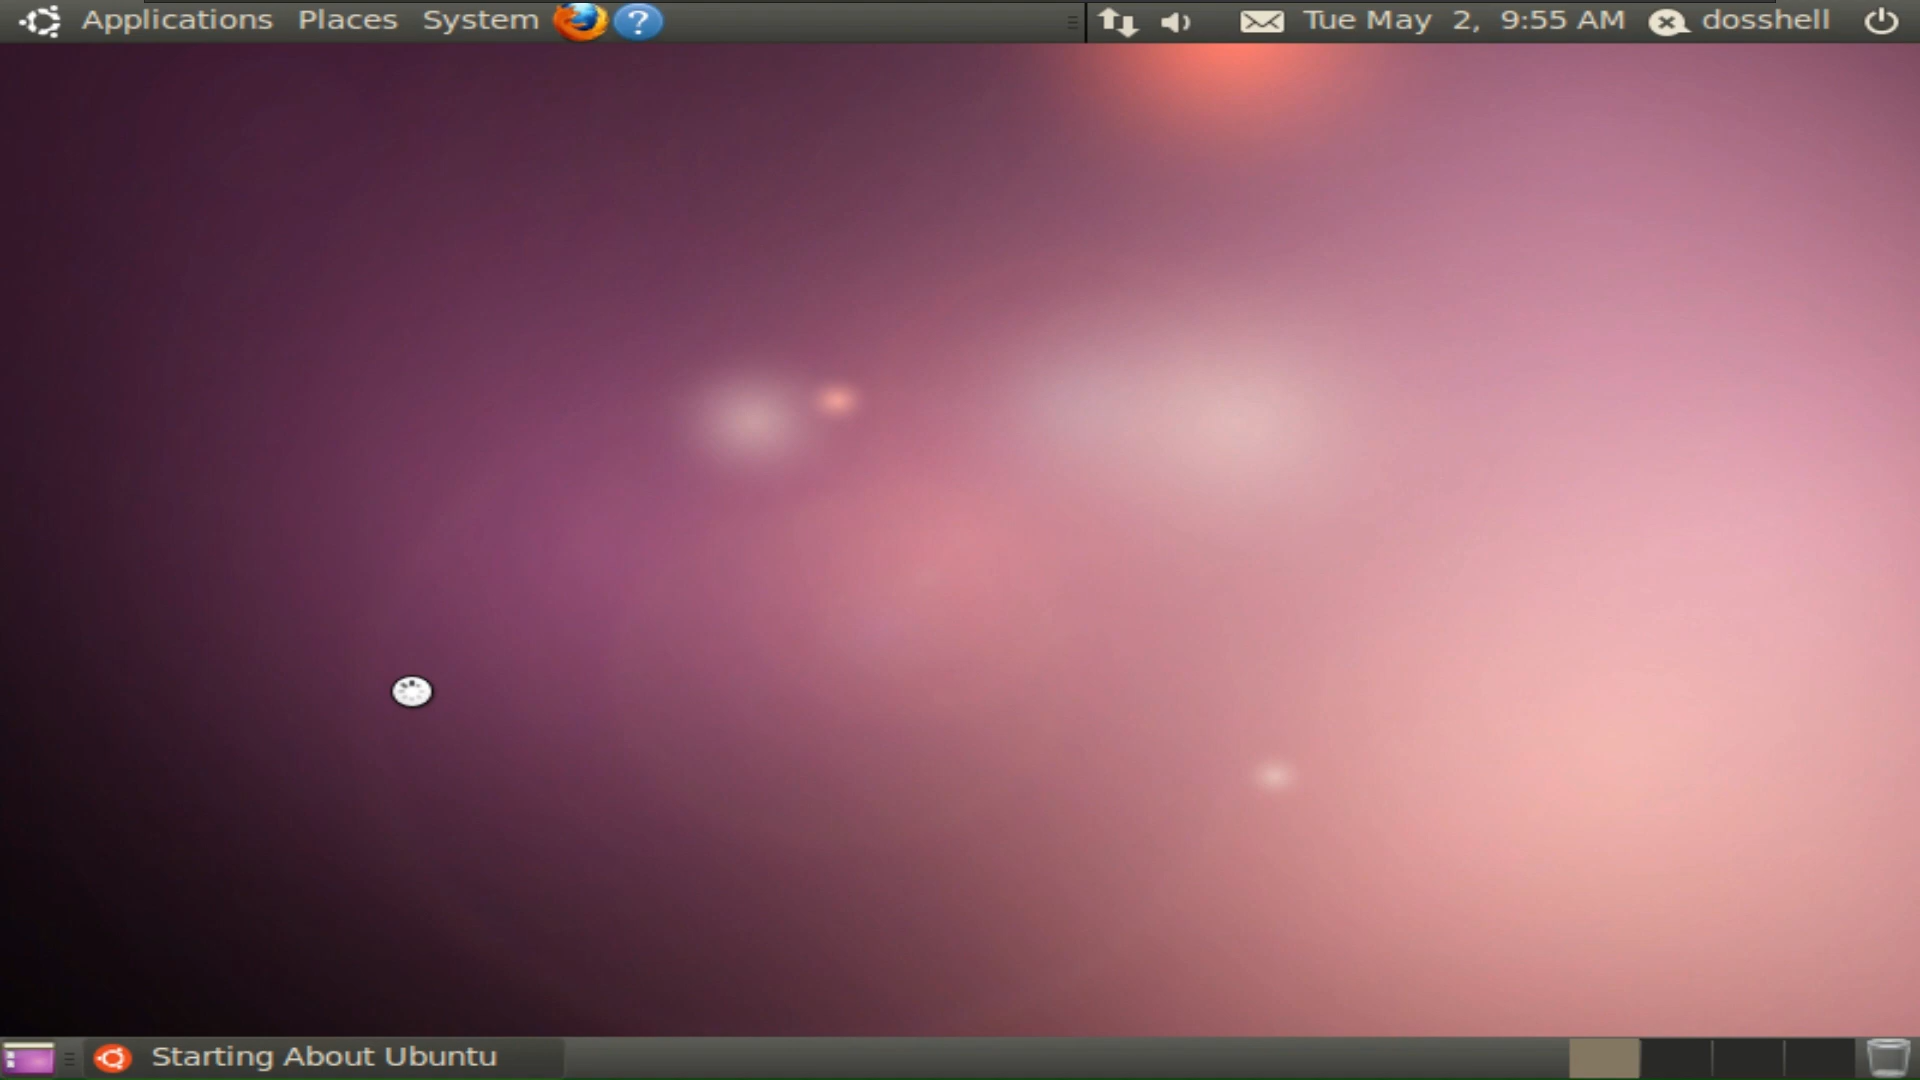 Applications Places System ? Tue May 2, 9:55 AM dosshell
Starting About Ubuntu